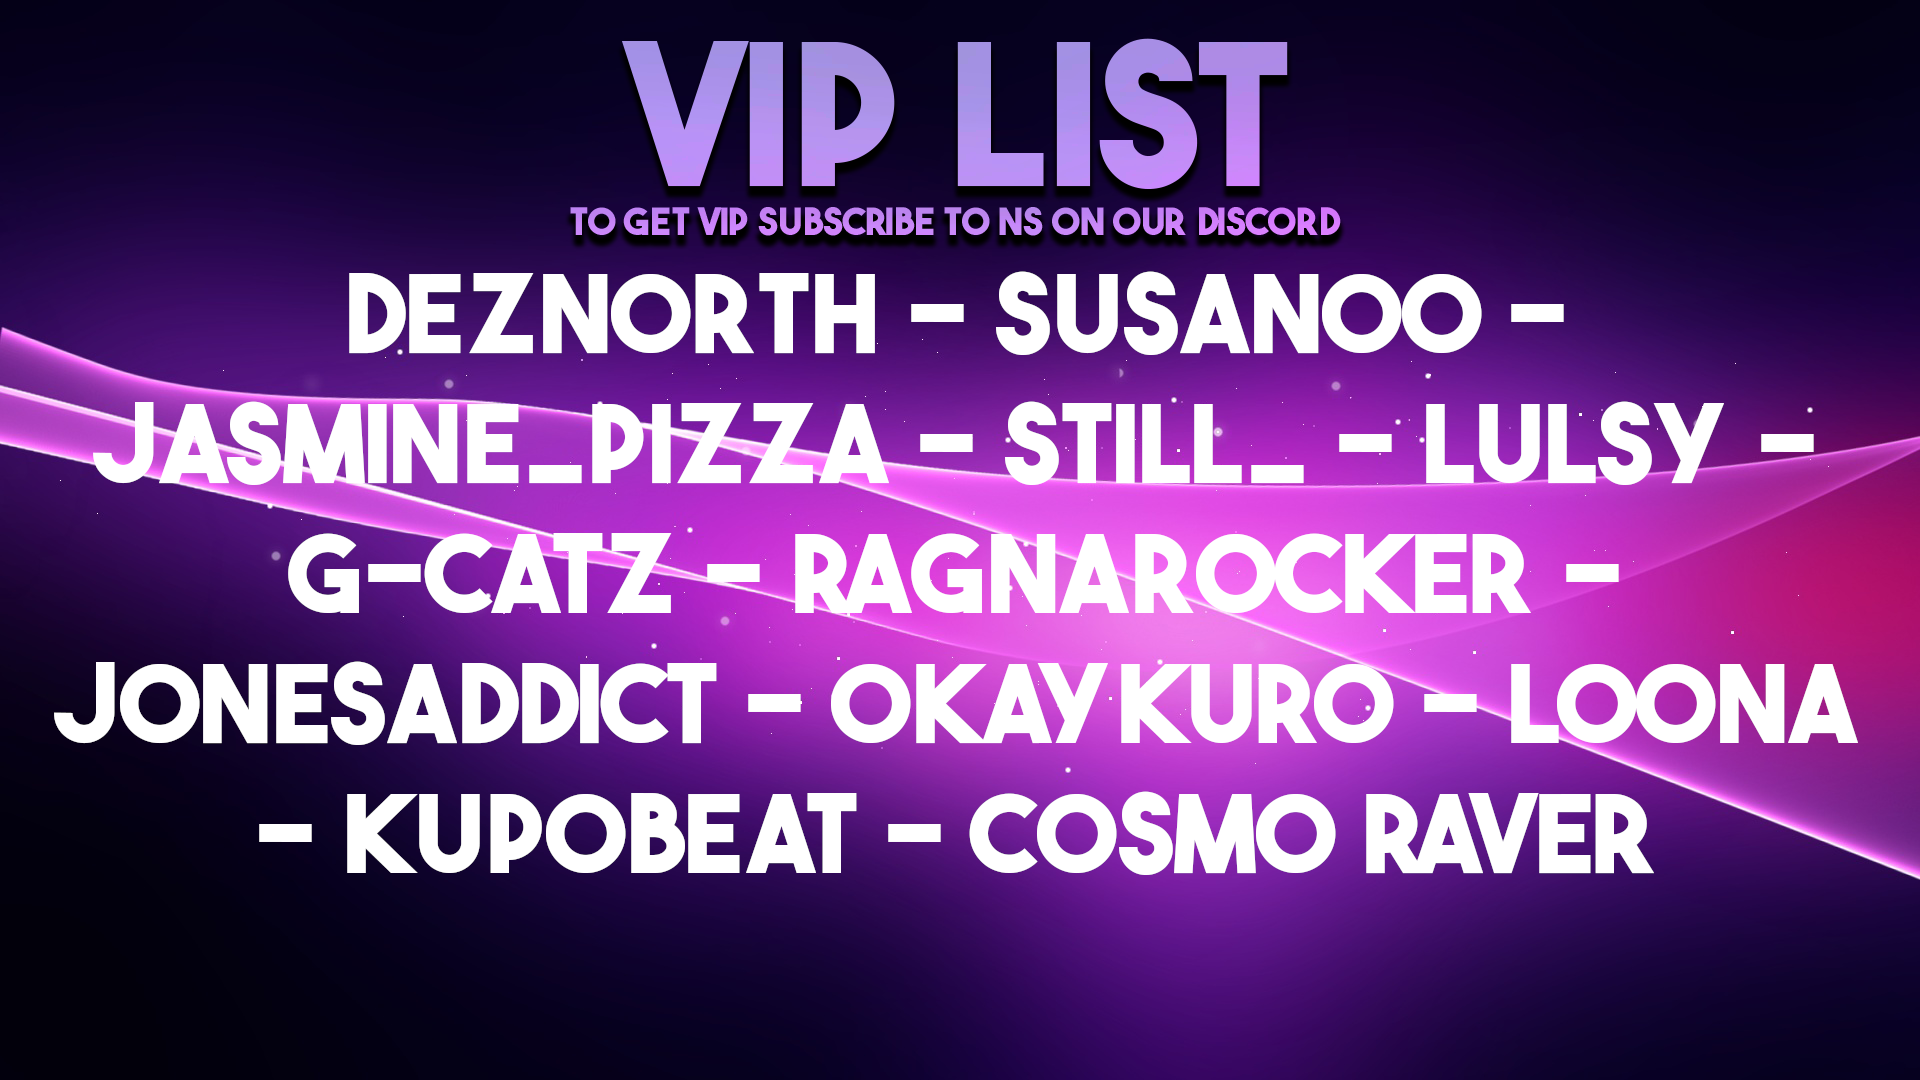 VIP LIST
TO GET VIP SUBSCRIBE TO NS ON OUR DISCORD
DEZNORTH - SUSANOO -
JASMINE_PIZZA - STILL_ - LULSY -
G-CATZ - RAGNAROCKER -
JONESADDICT - OKAYKURO - LOONA
- KUPOBEAT - COSMO RAVER